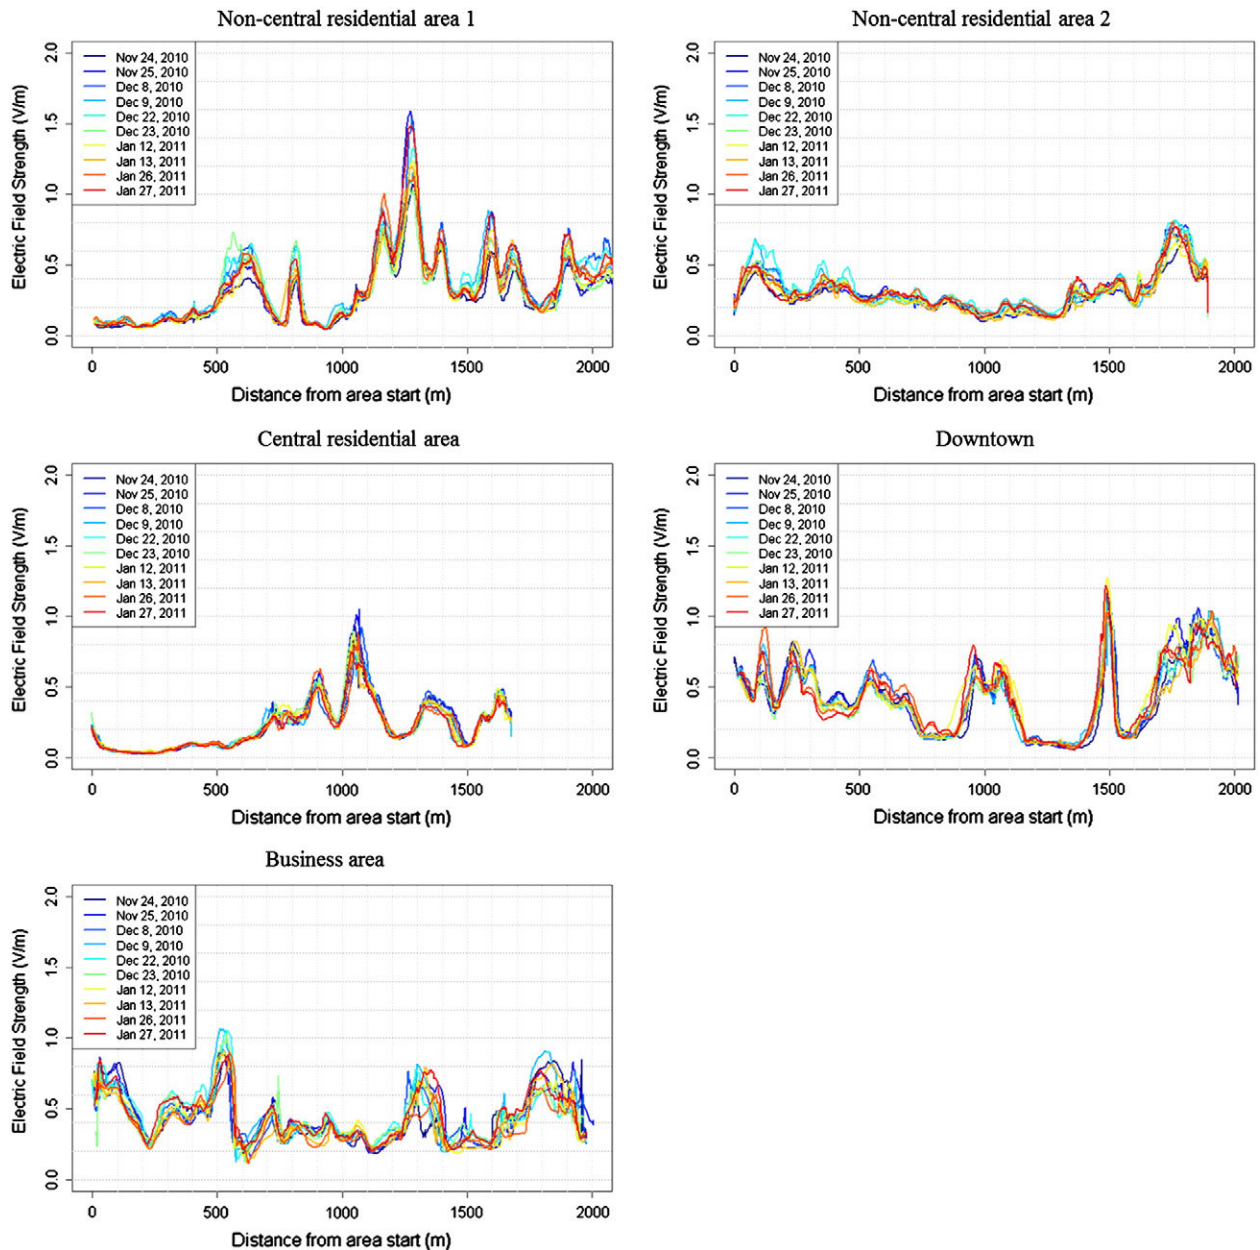 Non-central residential area 1
Electric Field Strength (V/m)
2.0
1.5
1.0
0.5
0.0
Nov 24, 2010
Nov 25, 2010
Dec 8, 2010
Dec 9, 2010
Dec 22, 2010
Dec 23, 2010
Jan 12, 2011
Jan 13, 2011
Jan 26, 2011
Jan 27, 2011
0 500 1000 1500 2000
Distance from area start (m)
Non-central residential area 2
Electric Field Strength (V/m)
2.0
1.5
1.0
0.5
0.0
Nov 24, 2010
Nov 25, 2010
Dec 8, 2010
Dec 9, 2010
Dec 22, 2010
Dec 23, 2010
Jan 12, 2011
Jan 13, 2011
Jan 26, 2011
Jan 27, 2011
0 500 1000 1500 2000
Distance from area start (m)
Central residential area
Electric Field Strength (V/m)
2.0
1.5
1.0
0.5
0.0
Nov 24, 2010
Nov 25, 2010
Dec 8, 2010
Dec 9, 2010
Dec 22, 2010
Dec 23, 2010
Jan 12, 2011
Jan 13, 2011
Jan 26, 2011
Jan 27, 2011
0 500 1000 1500 2000
Distance from area start (m)
Downtown
Electric Field Strength (V/m)
2.0
1.5
1.0
0.5
0.0
Nov 24, 2010
Nov 25, 2010
Dec 8, 2010
Dec 9, 2010
Dec 22, 2010
Dec 23, 2010
Jan 12, 2011
Jan 13, 2011
Jan 26, 2011
Jan 27, 2011
0 500 1000 1500 2000
Distance from area start (m)
Business area
Electric Field Strength (V/m)
2.0
1.5
1.0
0.5
0.0
Nov 24, 2010
Nov 25, 2010
Dec 8, 2010
Dec 9, 2010
Dec 22, 2010
Dec 23, 2010
Jan 12, 2011
Jan 13, 2011
Jan 26, 2011
Jan 27, 2011
0 500 1000 1500 2000
Distance from area start (m)